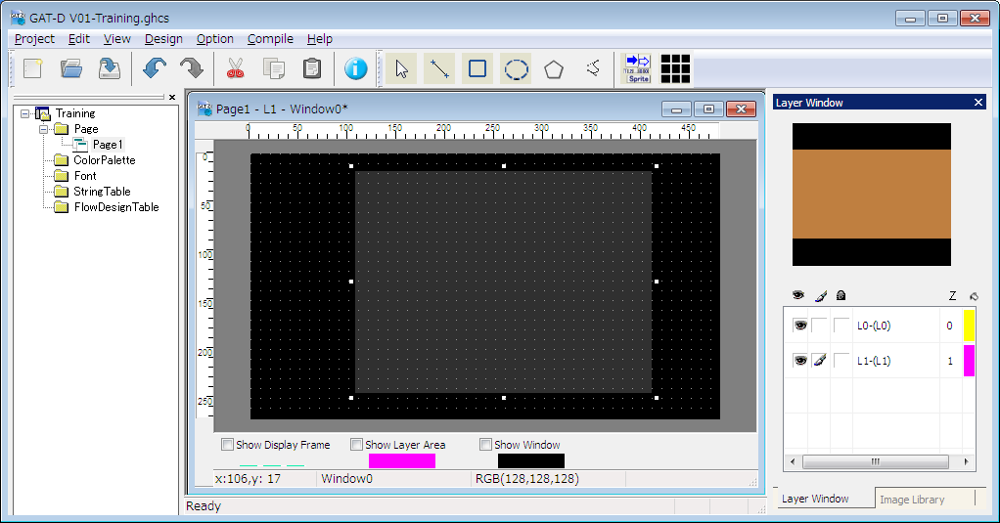 GAT-D V01-Training.ghcs
Project Edit View Design Option Compile Help
Sprite
Training
Page
Page1
ColorPalette
Font
StringTable
FlowDesignTable
Page1 - L1 - Window0*
0 50 100 150 200 250 300 350 400 450
0
50
100
150
200
250
Show Display Frame Show Layer Area Show Window
x:106,y: 17 Window0 RGB(128,128,128)
Ready
Layer Window
Z
L0-(L0) 0
L1-(L1) 1
Layer Window Image Library